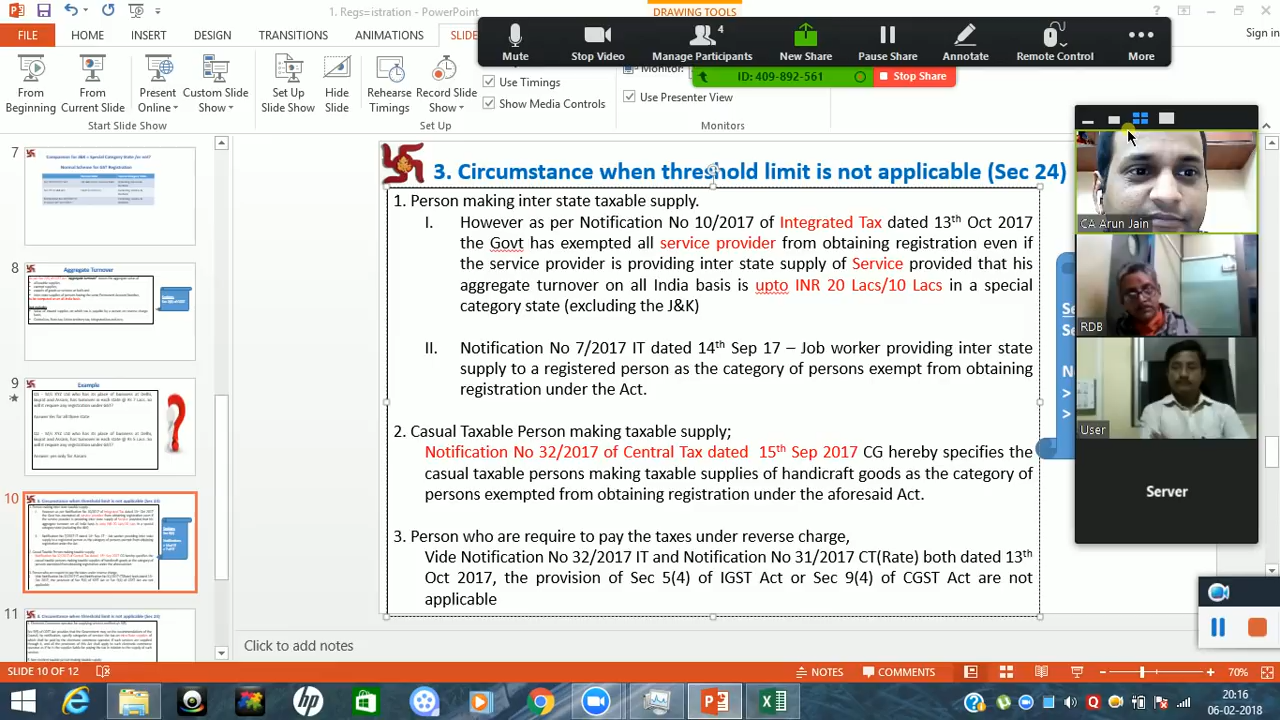 1. Regs=istration - PowerPoint
DRAWING TOOLS
Sign in
FILE
HOME
INSERT
DESIGN
TRANSITIONS
ANIMATIONS
Mute
Stop Video
Manage Participants
4
New Share
Pause Share
Annotate
Remote Control
More
ID: 409-892-561
Stop Share
From Beginning
From Current Slide
Present Online
Custom Slide Show
Start Slide Show
Set Up Slide Show
Hide Slide
Rehearse Timings
Record Slide Show
Use Timings
Show Media Controls
Set Up
Monitor:
Use Presenter View
Monitors
7
8
Aggregate Turnover
9
Example
10
11
3. Circumstance when threshold limit is not applicable (Sec 24)
1. Person making inter state taxable supply.
I. However as per Notification No 10/2017 of Integrated Tax dated 13th Oct 2017
the Govt has exempted all service provider from obtaining registration even if
the service provider is providing inter state supply of Service provided that his
turnover on all India basis upto INR 20 Lacs/10 in a special
category state (excluding the J&K)
II. Notification No 7/2017 IT dated 14th Sep 17 – Job worker providing inter state
supply to a registered person as the category of persons exempt from obtaining
registration under the Act.
2. Casual Taxable Person making taxable supply;
Notification No 32/2017 of Central Tax dated 15th Sep 2017 CG hereby specifies the
casual taxable persons making taxable supplies of handicraft goods as the category of
persons exempted from obtaining registration under the aforesaid Act.
3. Person who are required to pay the taxes under reverse charge,
Vide Notification No 32/2017 IT and Notification 2017 CT(Rate) dated 13th
Oct 2017, the provision of Sec 5(4) of IGST Act or Sec 9(4) of CGST Act are not
applicable
CA Arun Jain
RDB
User
Server
Click to add notes
SLIDE 10 OF 12
NOTES
COMMENTS
70%
20:16
06-02-2018